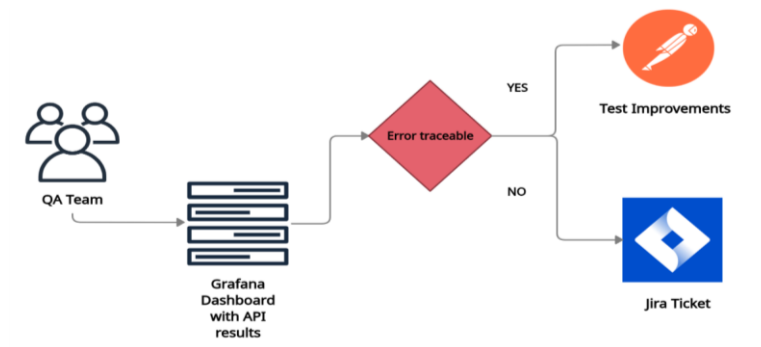 QA Team
Grafana
Dashboard
with API
results
Error traceable
YES
NO
Test Improvements
Jira Ticket